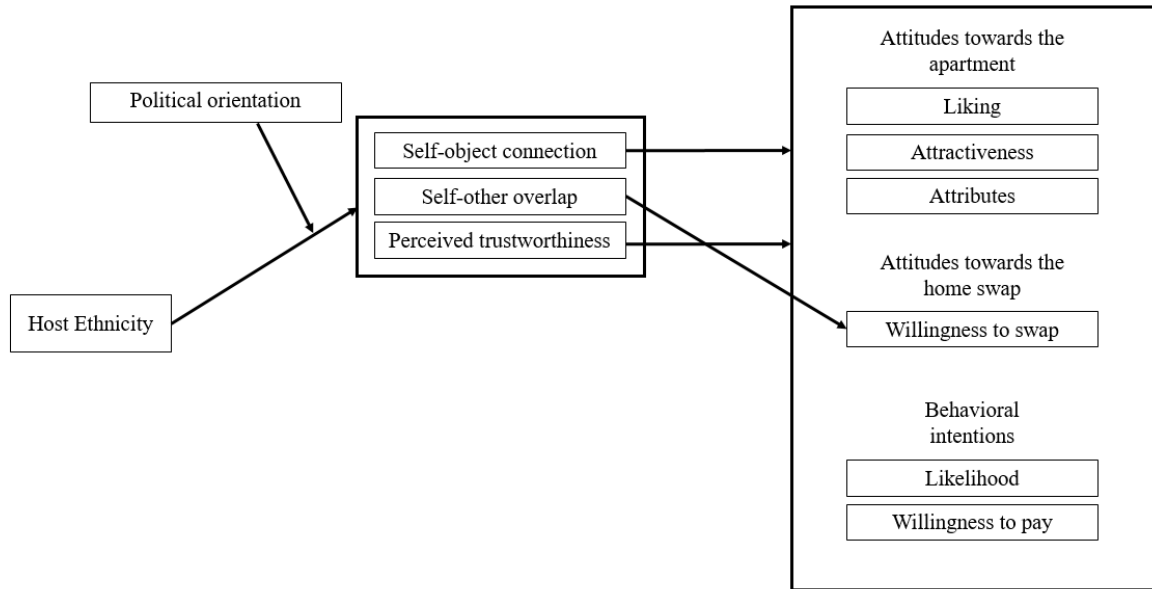 Political orientation
Host Ethnicity
Self-object connection
Self-other overlap
Perceived trustworthiness
Attitudes towards the
apartment
Liking
Attractiveness
Attributes
Attitudes towards the
home swap
Willingness to swap
Behavioral
intentions
Likelihood
Willingness to pay